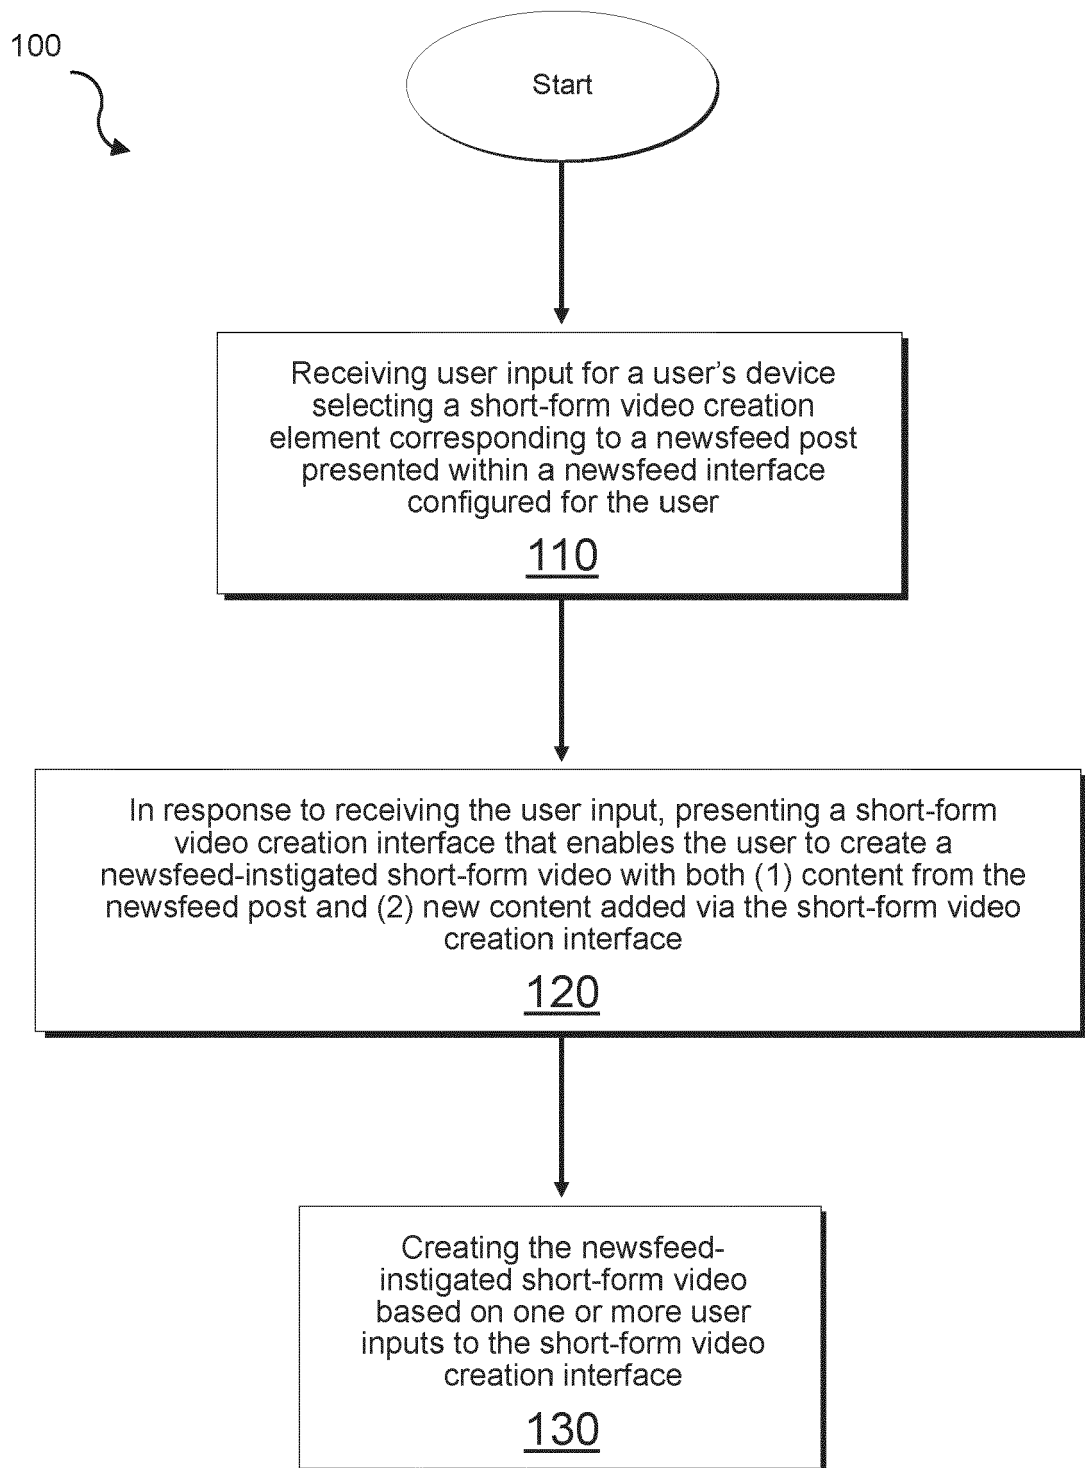 100
Start
Receiving user input for a user’s device
selecting a short-form video creation
element corresponding to a newsfeed post
presented within a newsfeed interface
configured for the user
110
In response to receiving the user input, presenting a short-form
video creation interface that enables the user to create a
newsfeed-instigated short-form video with both (1) content from the
newsfeed post and (2) new content added via the short-form video
creation interface
120
Creating the newsfeed-
instigated short-form video
based on one or more user
inputs to the short-form video
creation interface
130